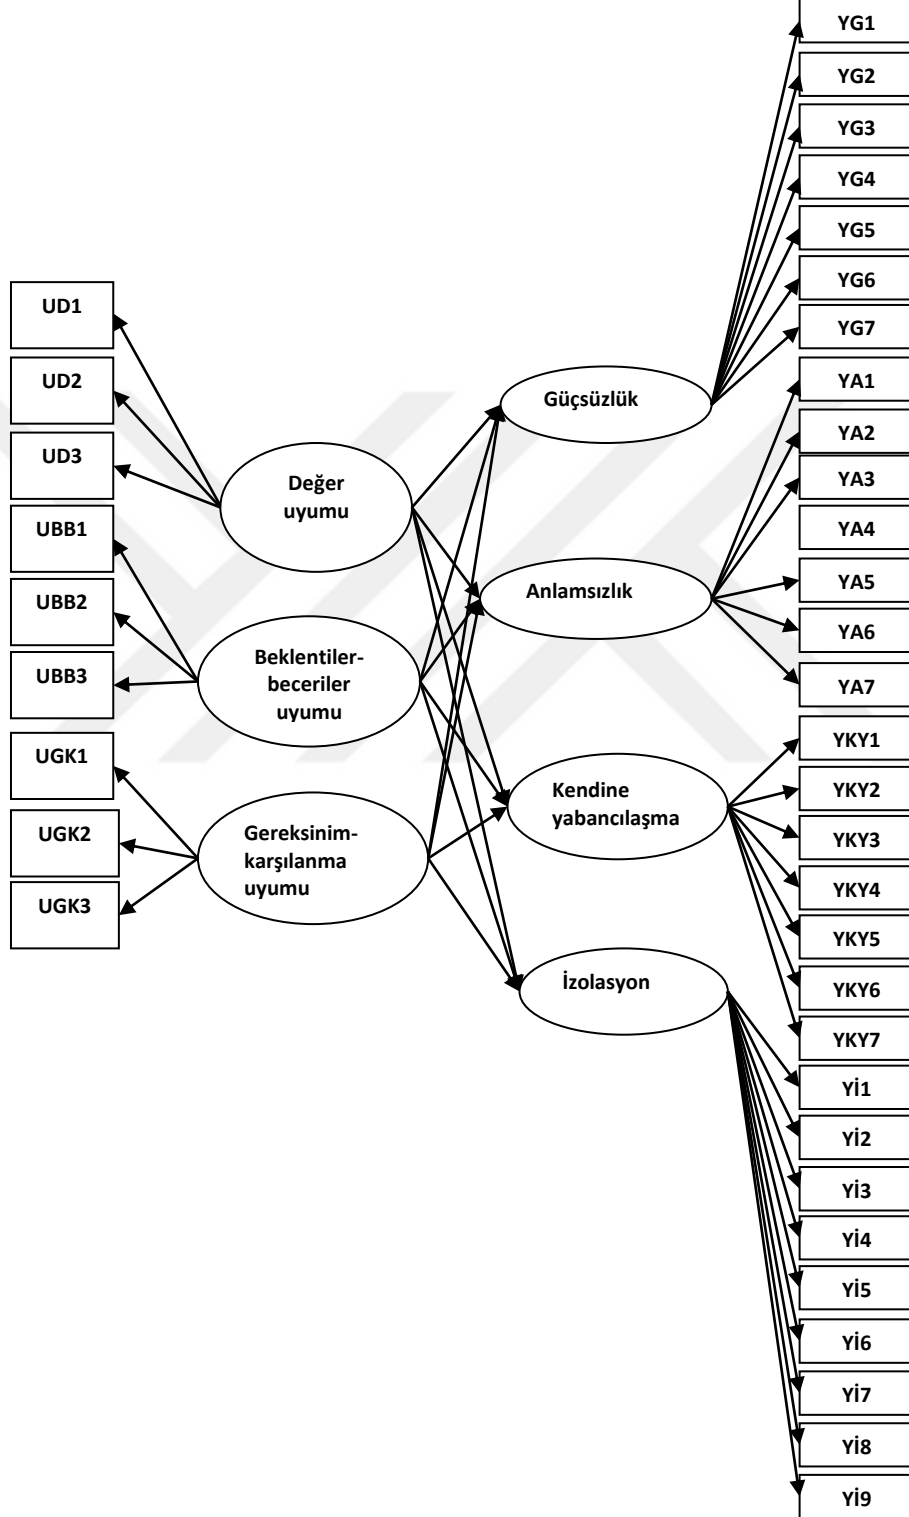 UD1
UD2
UD3
UBB1
UBB2
UBB3
UGK1
UGK2
UGK3
Değer
uyumu
Beklentiler-
beceriler
uyumu
Gereksinim-
karşılanma
uyumu
Güçsüzlük
Anlamsızlık
Kendine
yabancılaşma
İzolasyon
YG1
YG2
YG3
YG4
YG5
YG6
YG7
YA1
YA2
YA3
YA4
YA5
YA6
YA7
YKY1
YKY2
YKY3
YKY4
YKY5
YKY6
YKY7
Yİ1
Yİ2
Yİ3
Yİ4
Yİ5
Yİ6
Yİ7
Yİ8
Yİ9